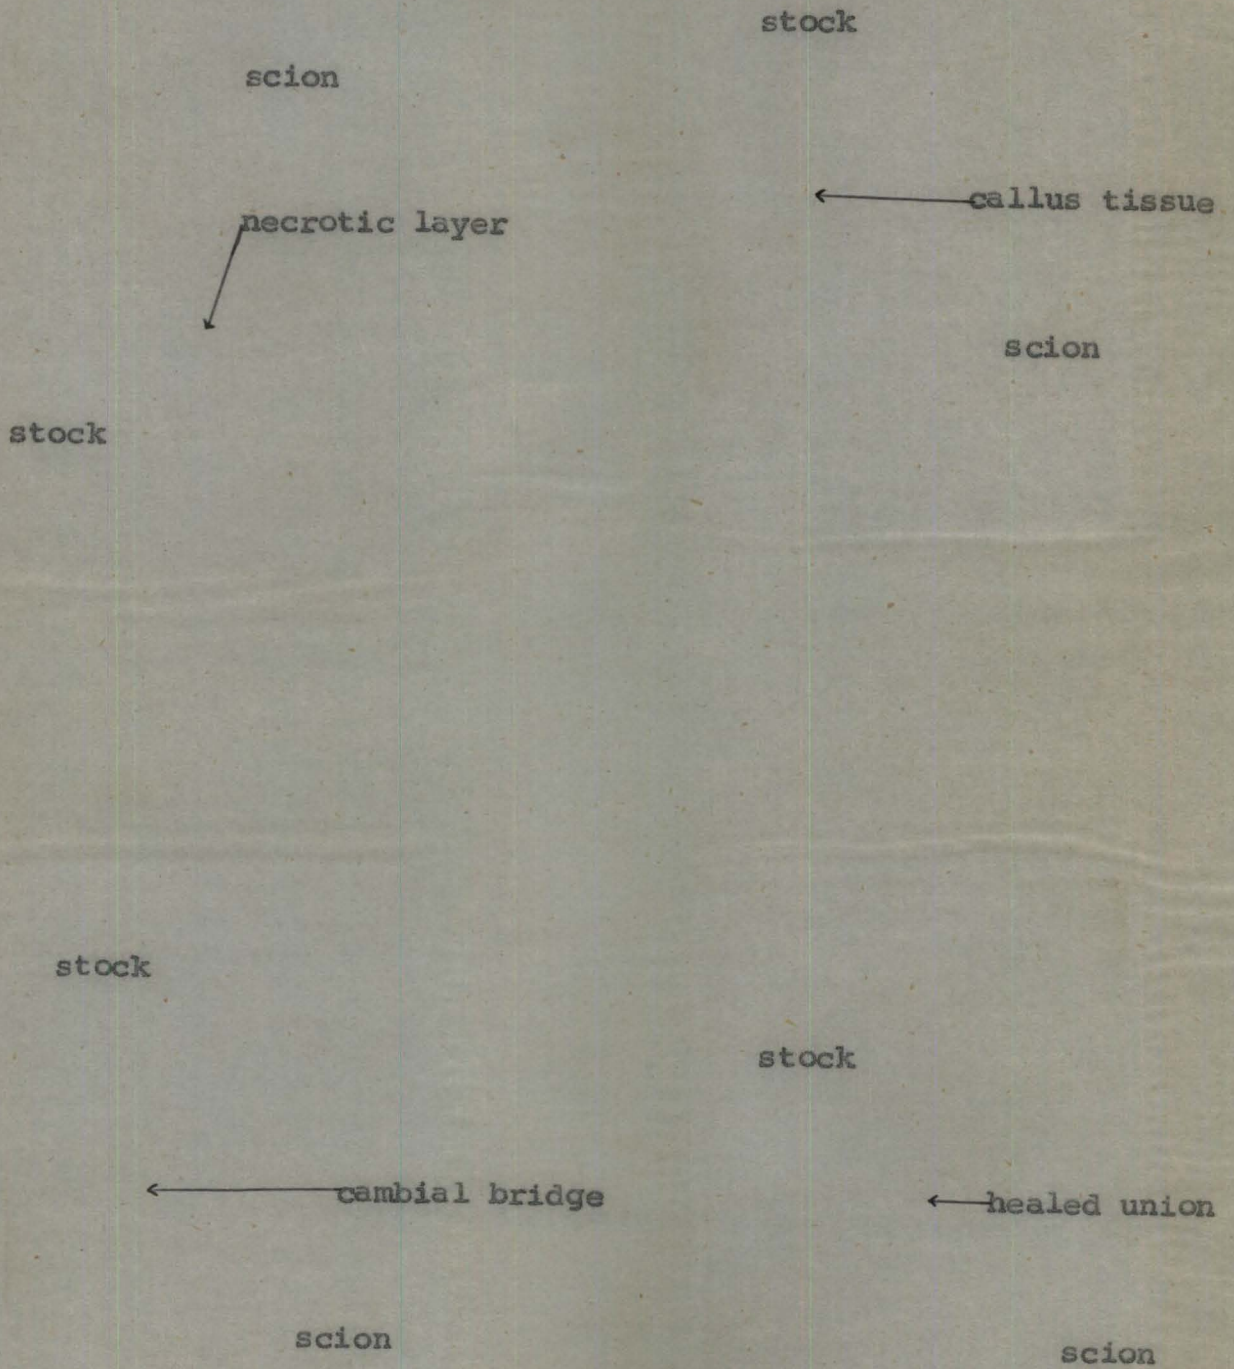 stock
scion
callus tissue
necrotic layer
scion
stock
stock
stock
cambial bridge
healed union
scion
scion